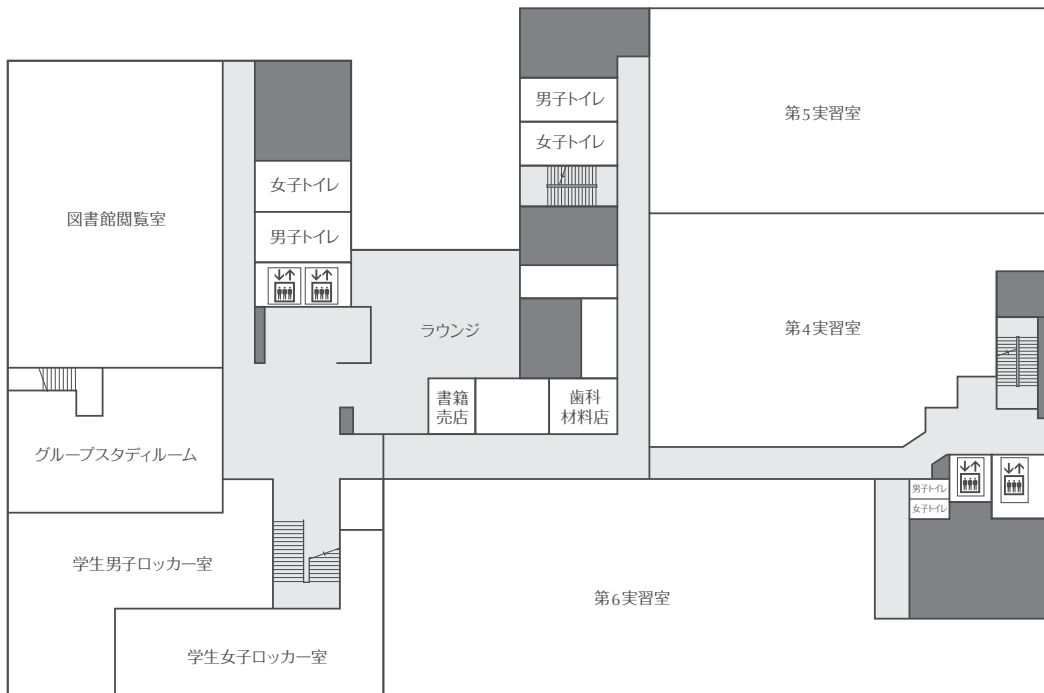 男子トイレ
第5実習室
女子トイレ
女子トイレ
図書館閲覧室
男子トイレ
ラウンジ
第4実習室
書籍
売店
歯科
材料店
グループスタディルーム
男子トイレ
女子トイレ
学生男子ロッカー室
第6実習室
学生女子ロッカー室